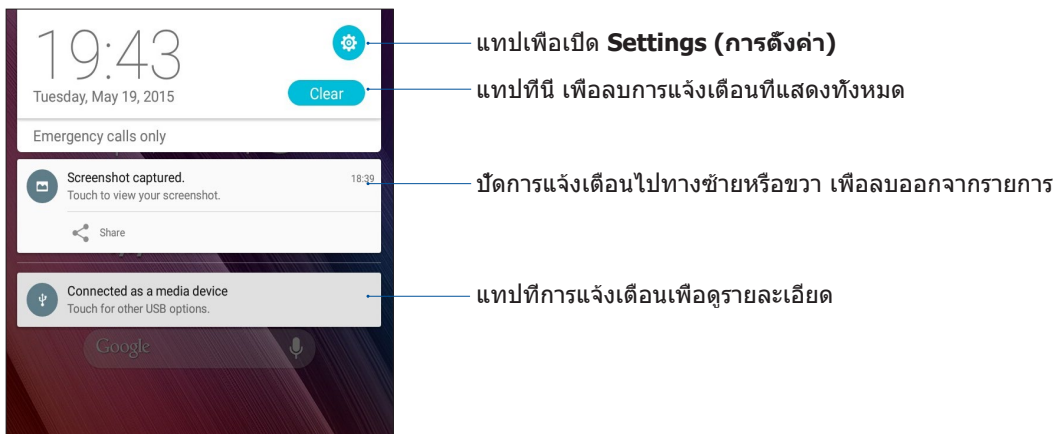 19:43
แทปเพื่อเปิด Settings (การตั้งค่า)
Tuesday, May 19, 2015
Clear
แทปที่นี่ เพื่อลบการแจ้งเตือนที่แสดงทั้งหมด
Emergency calls only
Screenshot captured.
18:39
Touch to view your screenshot.
ปัดการแจ้งเตือนไปทางซ้ายหรือขวา เพื่อลบออกจากรายการ
Share
Connected as a media device
Touch for other USB options.
แทปที่การแจ้งเตือนเพื่อดูรายละเอียด
Google